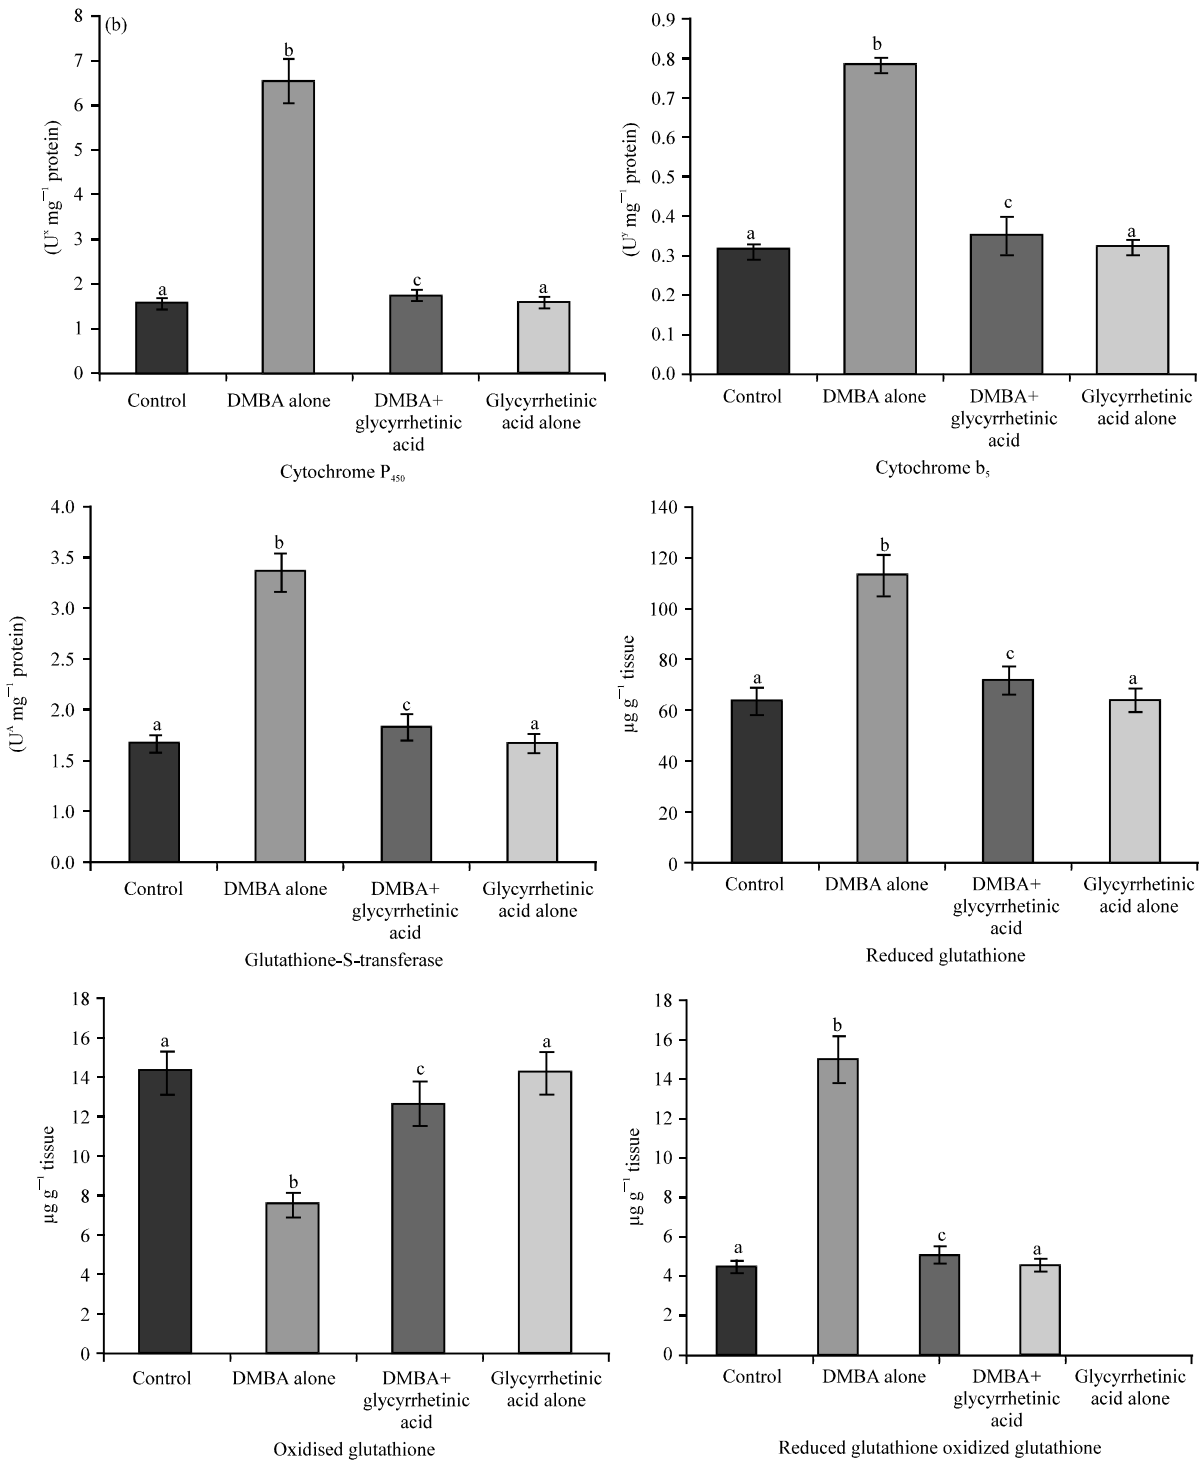 (b)
8
7
6
5
4
3
2
1
0
(Uˣ mg⁻¹ protein)
a
b
c
a
Control
DMBA alone
DMBA+
glycyrrhetinic
acid
Glycyrrhetinic
acid alone
Cytochrome P₄₅₀
0.9
0.8
0.7
0.6
0.5
0.4
0.3
0.2
0.1
0.0
(Uʸ mg⁻¹ protein)
a
b
c
a
Control
DMBA alone
DMBA+
glycyrrhetinic
acid
Glycyrrhetinic
acid alone
Cytochrome b₅
4.0
3.5
3.0
2.5
2.0
1.5
1.0
0.0
(Uᴬ mg⁻¹ protein)
a
b
c
a
Control
DMBA alone
DMBA+
glycyrrhetinic
acid
Glycyrrhetinic
acid alone
Glutathione-S-transferase
140
120
100
80
60
40
20
0
µg g⁻¹ tissue
a
b
c
a
Control
DMBA alone
DMBA+
glycyrrhetinic
acid
Glycyrrhetinic
acid alone
Reduced glutathione
18
16
14
12
10
8
6
4
2
0
µg g⁻¹ tissue
a
b
c
a
Control
DMBA alone
DMBA+
glycyrrhetinic
acid
Glycyrrhetinic
acid alone
Oxidised glutathione
18
16
14
12
10
8
6
4
2
0
µg g⁻¹ tissue
a
b
c
a
Control
DMBA alone
DMBA+
glycyrrhetinic
acid
Glycyrrhetinic
acid alone
Reduced glutathione oxidized glutathione